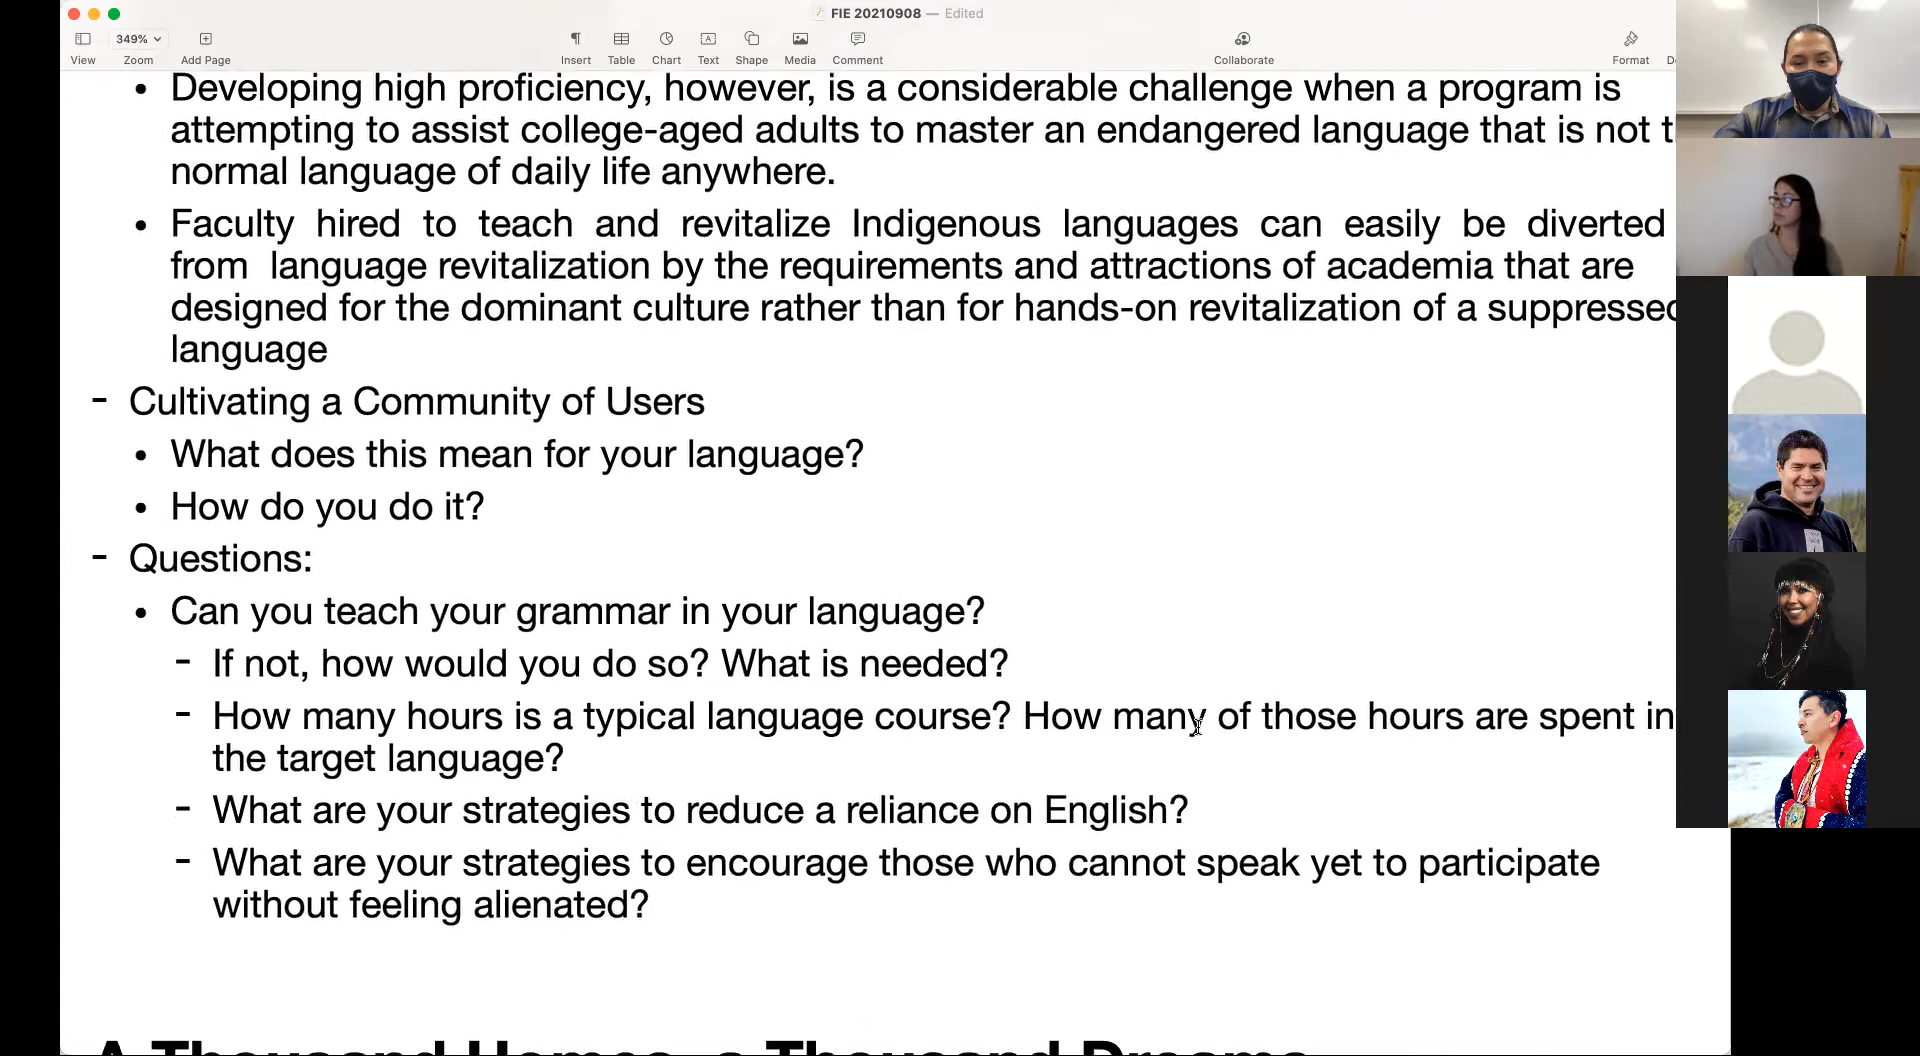 FIE 20210908 — Edited
349%
View Zoom Add Page Insert Table Chart Text Shape Media Comment Collaborate Format
• Developing high proficiency, however, is a considerable challenge when a program is
attempting to assist college-aged adults to master an endangered language that is not
normal language of daily life anywhere.
• Faculty hired to teach and revitalize Indigenous languages can easily be diverted
from language revitalization by the requirements and attractions of academia that are
designed for the dominant culture rather than for hands-on revitalization of a suppressed
language
- Cultivating a Community of Users
• What does this mean for your language?
• How do you do it?
- Questions:
• Can you teach your grammar in your language?
- If not, how would you do so? What is needed?
- How many hours is a typical language course? How many of those hours are spent in
the target language?
- What are your strategies to reduce a reliance on English?
- What are your strategies to encourage those who cannot speak yet to participate
without feeling alienated?
A Thousand Homes, a Thousand Dreams